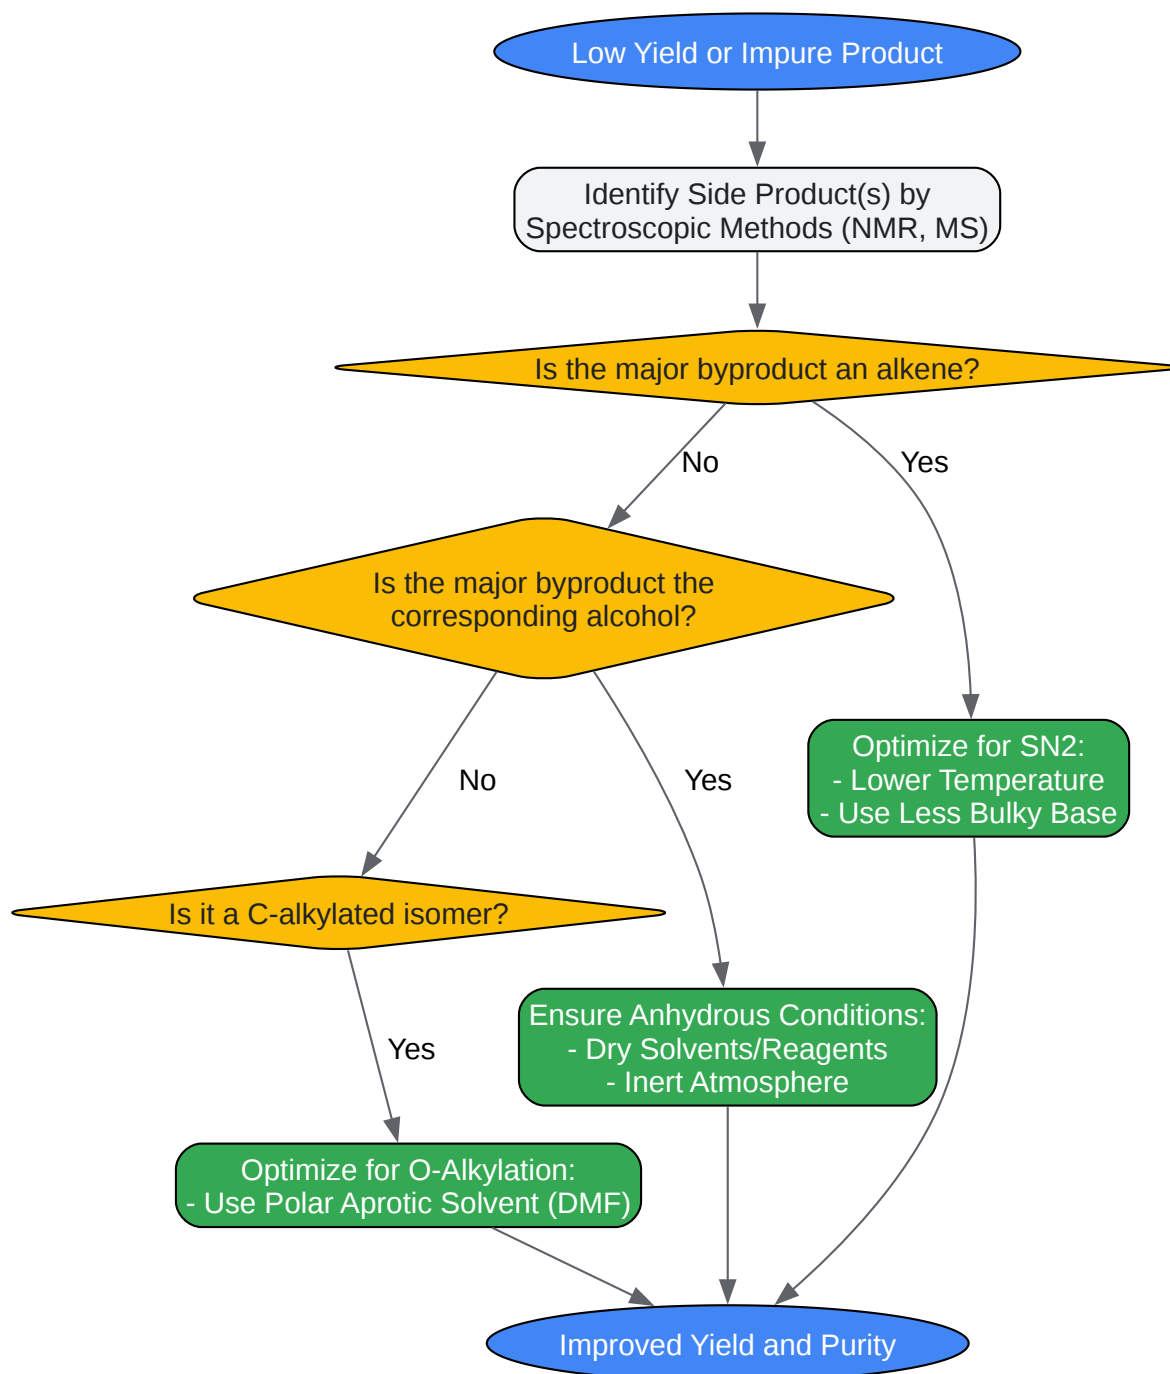 Low Yield or Impure Product
Identify Side Product(s) by
Spectroscopic Methods (NMR, MS)
Is the major byproduct an alkene?
No
Yes
Is the major byproduct the
corresponding alcohol?
Optimize for SN2:
- Lower Temperature
- Use Less Bulky Base
No
Yes
Is it a C-alkylated isomer?
Ensure Anhydrous Conditions:
- Dry Solvents/Reagents
- Inert Atmosphere
Yes
Optimize for O-Alkylation:
- Use Polar Aprotic Solvent (DMF)
Improved Yield and Purity